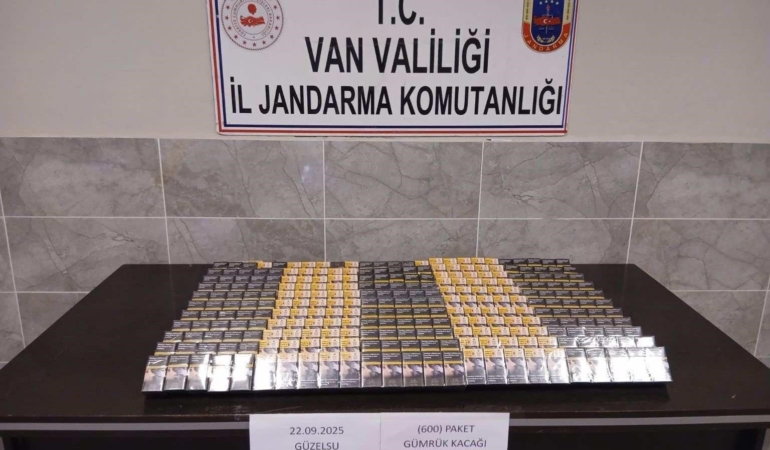 T.C.
VAN VALİLİĞİ
İL JANDARMA KOMUTANLIĞI
22.09.2025
GÜZELSU
(600) PAKET
GÜMRÜK KAÇAĞI